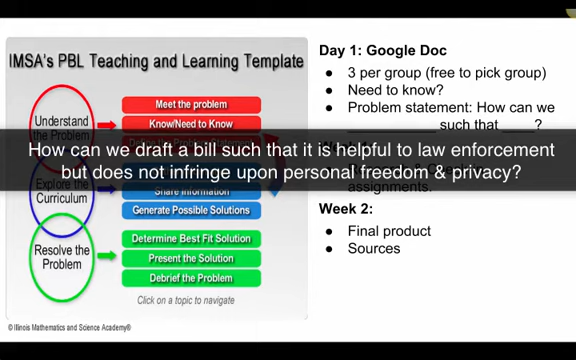 IMSA's PBL Teaching and Learning Template
Understand
the Problem
Meet the problem
Know/Need to Know
Explore the
Curriculum
Share Information
Generate Possible Solutions
Resolve the
Problem
Determine Best Fit Solution
Present the Solution
Debrief the Problem
Click on a topic to navigate
© Illinois Mathematics and Science Academy®
Day 1: Google Doc
• 3 per group (free to pick group)
• Need to know?
• Problem statement: How can we
__________ such that ____?
How can we craft a bill such that it is helpful to law enforcement
but does not infringe upon personal freedom & privacy?
assignments.
Week 2:
• Final product
• Sources